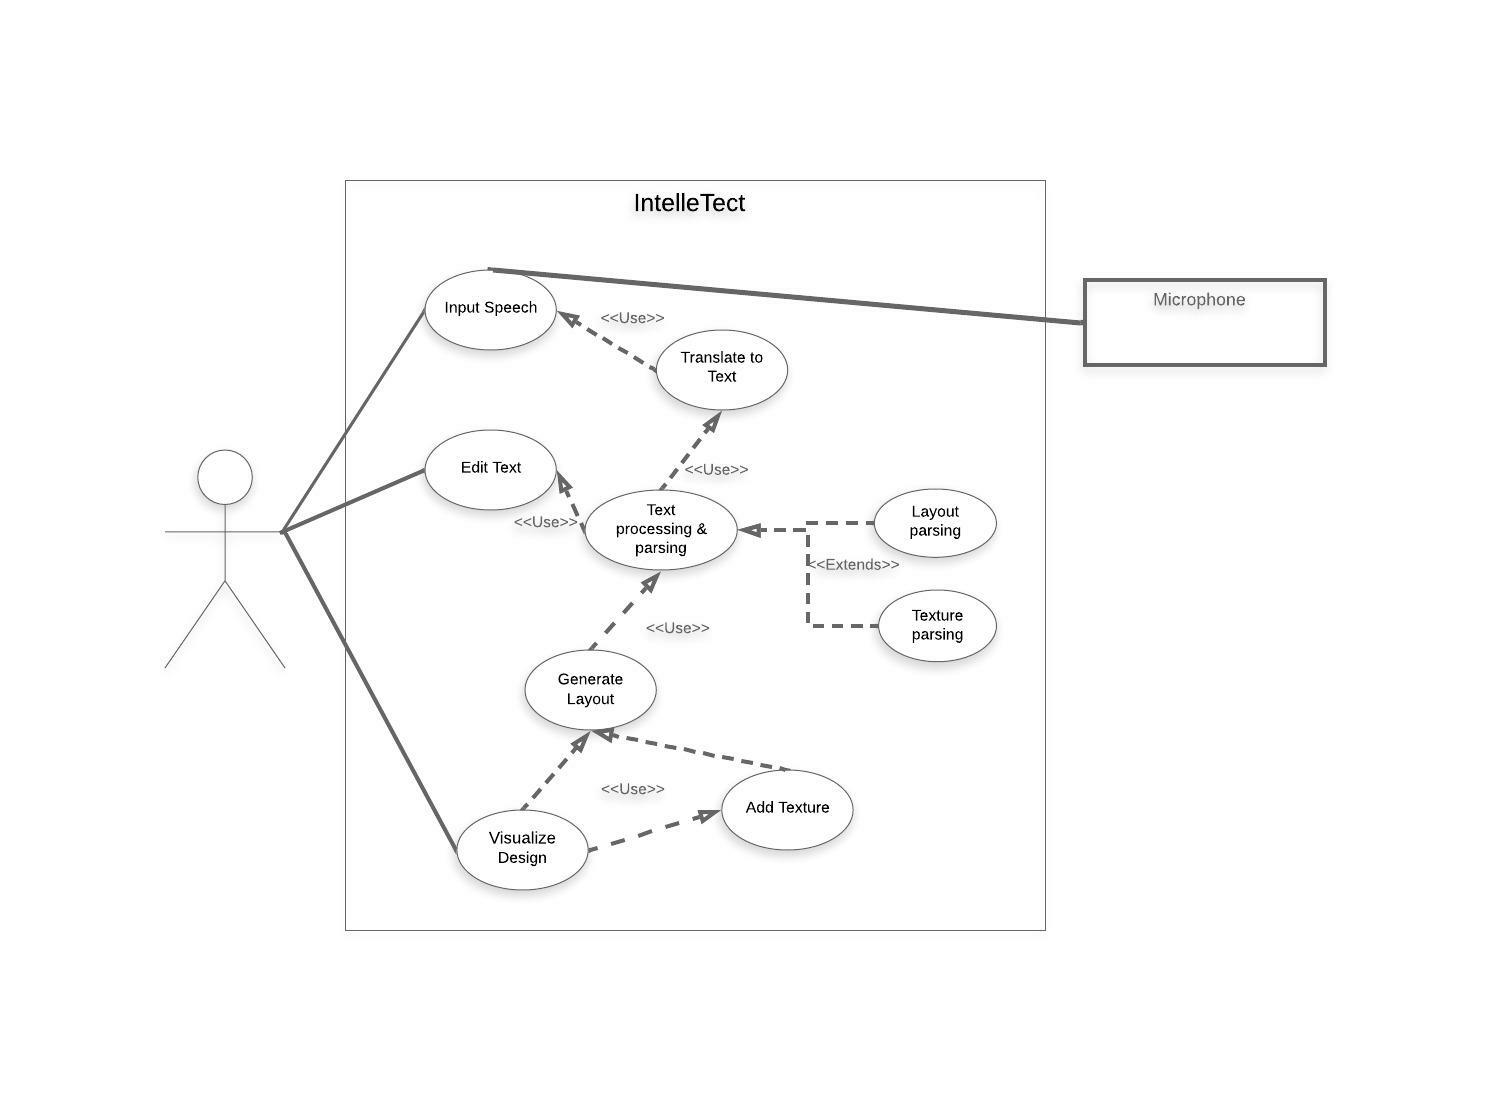 IntelleTect
Input Speech
<<Use>>
Microphone
Translate to
Text
Edit Text
<<Use>>
<<Use>>
Text
processing &
parsing
Layout
parsing
<<Extends>>
Texture
parsing
<<Use>>
Generate
Layout
<<Use>>
Add Texture
Visualize
Design